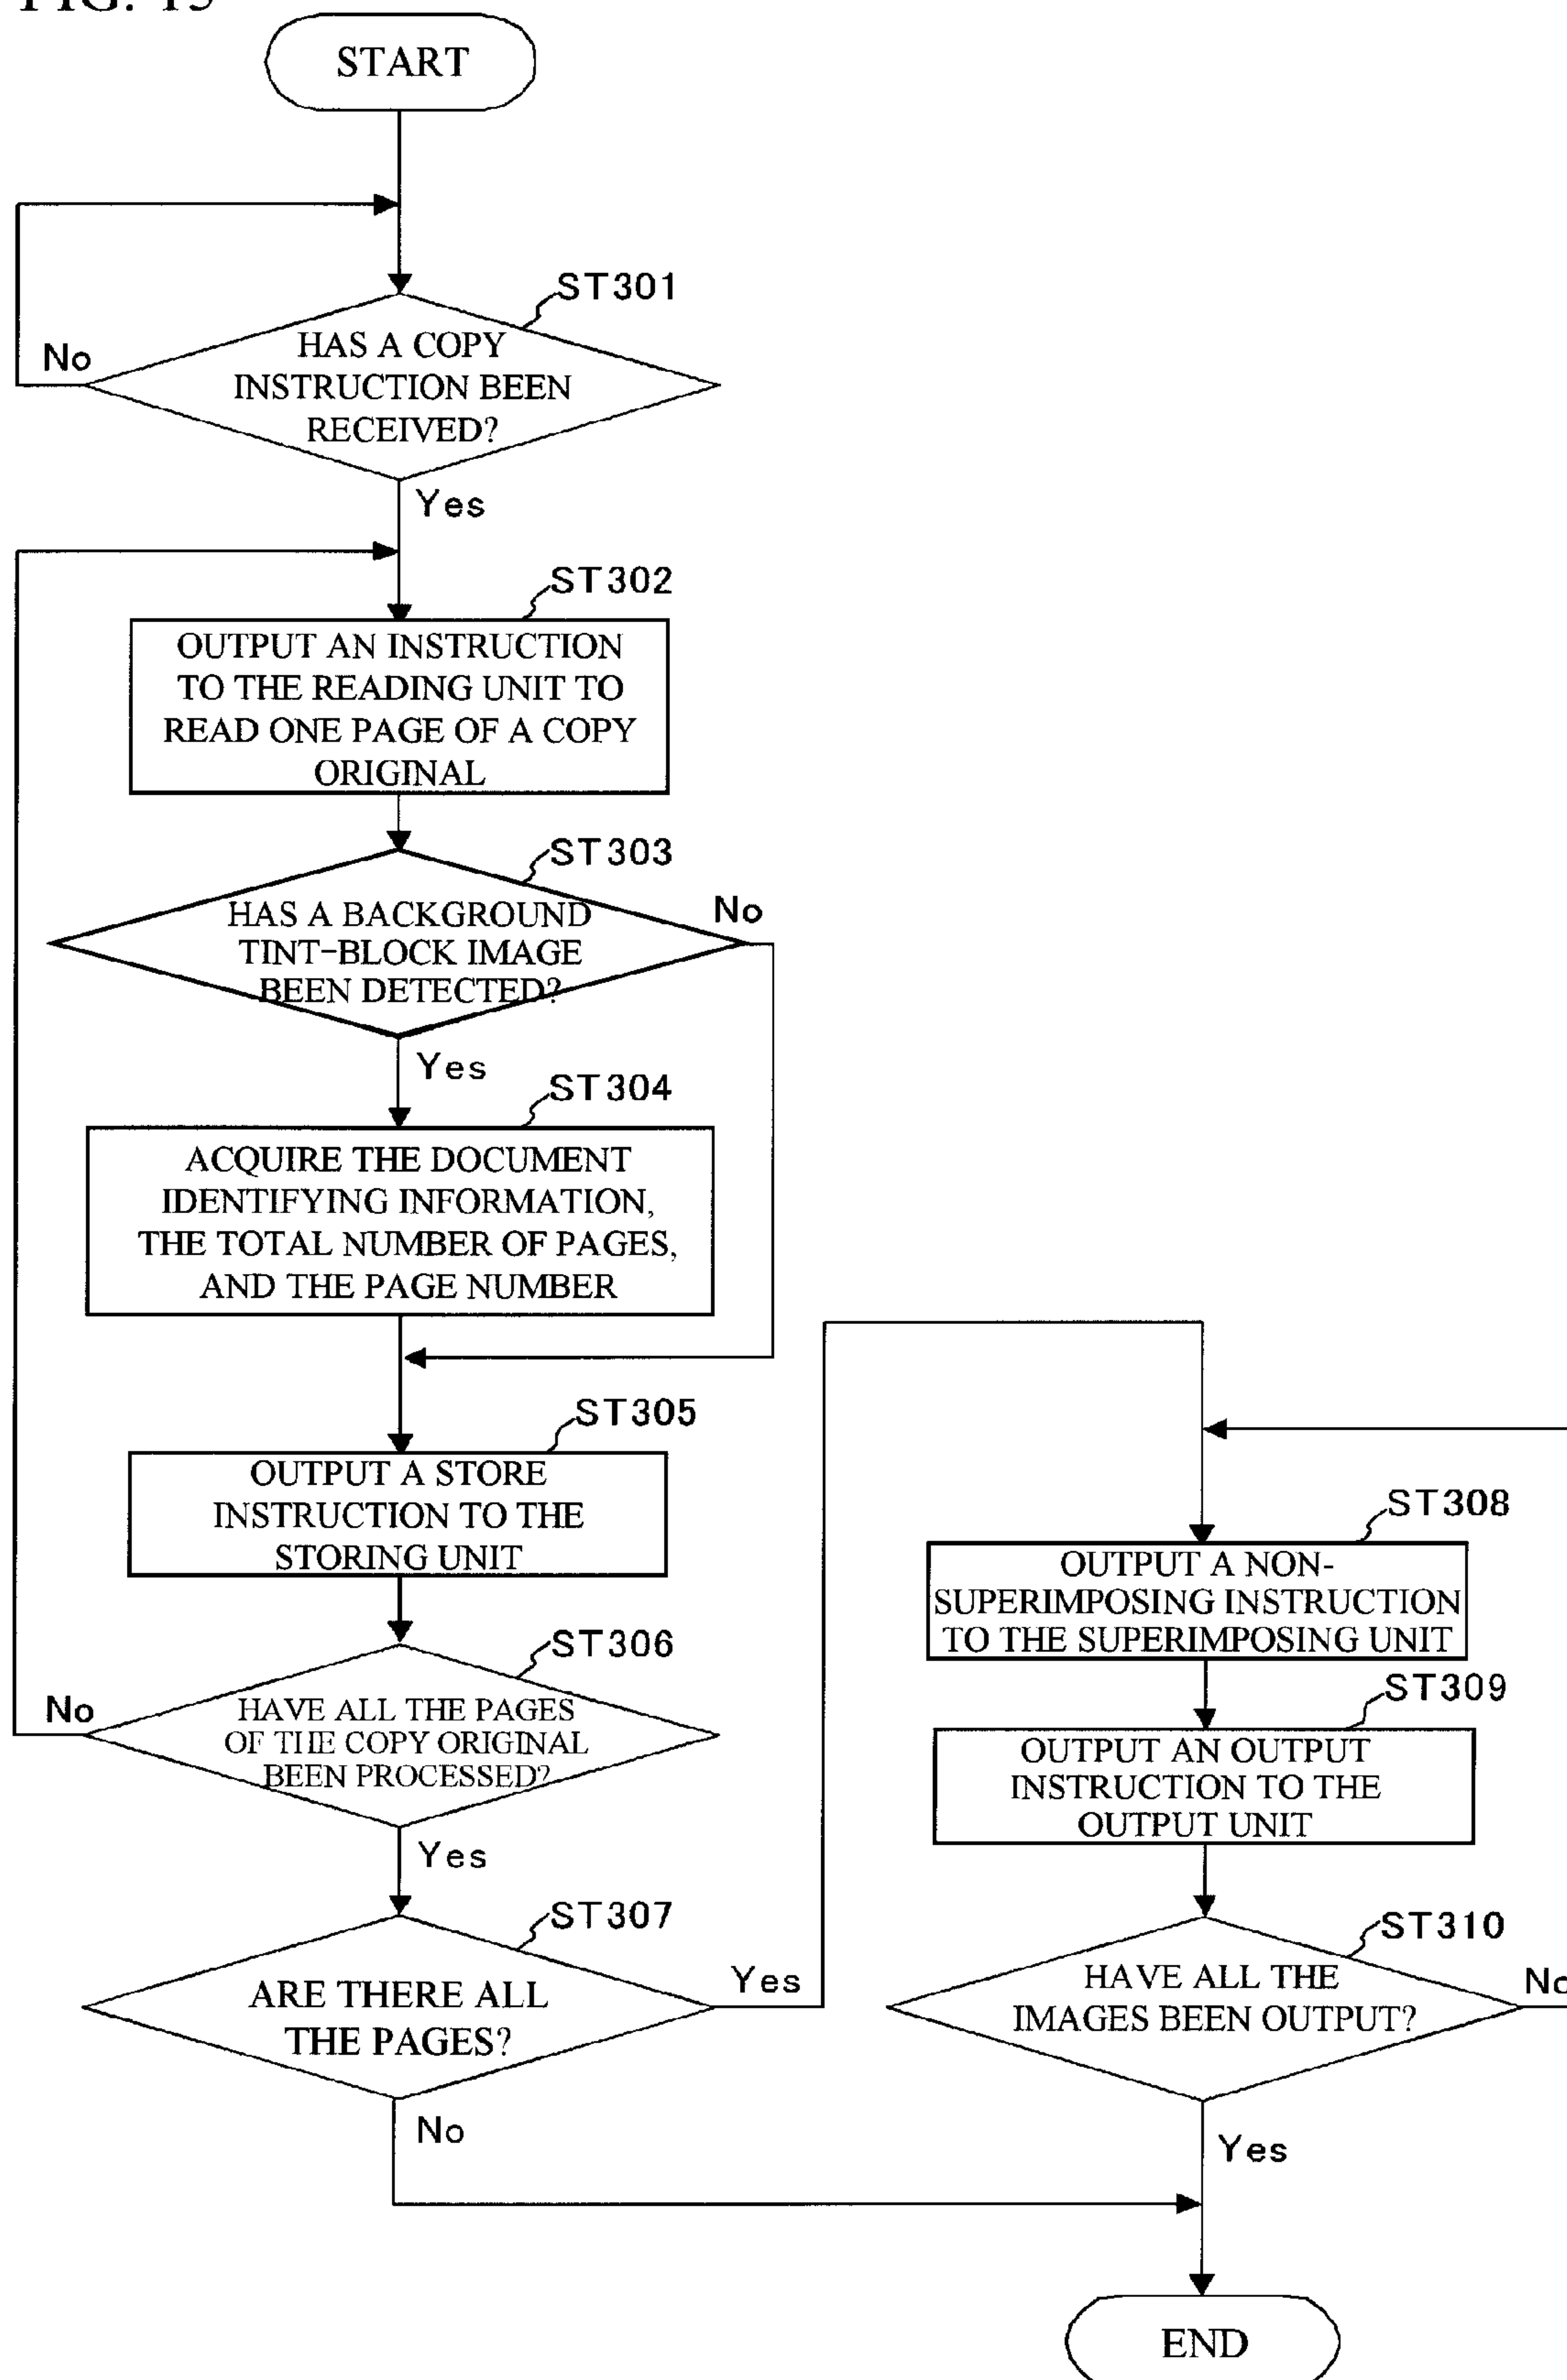 FIG. 15
START
ST301
HAS A COPY
INSTRUCTION BEEN
RECEIVED?
No
Yes
ST302
OUTPUT AN INSTRUCTION
TO THE READING UNIT TO
READ ONE PAGE OF A COPY
ORIGINAL
ST303
HAS A BACKGROUND
TINT-BLOCK IMAGE
BEEN DETECTED?
No
Yes
ST304
ACQUIRE THE DOCUMENT
IDENTIFYING INFORMATION,
THE TOTAL NUMBER OF PAGES,
AND THE PAGE NUMBER
ST305
OUTPUT A STORE
INSTRUCTION TO THE
STORING UNIT
ST306
HAVE ALL THE PAGES
OF THE COPY ORIGINAL
BEEN PROCESSED?
No
Yes
ST307
ARE THERE ALL
THE PAGES?
Yes
No
ST308
OUTPUT A NON-
SUPERIMPOSING INSTRUCTION
TO THE SUPERIMPOSING UNIT
ST309
OUTPUT AN OUTPUT
INSTRUCTION TO THE
OUTPUT UNIT
ST310
HAVE ALL THE
IMAGES BEEN OUTPUT?
No
Yes
END